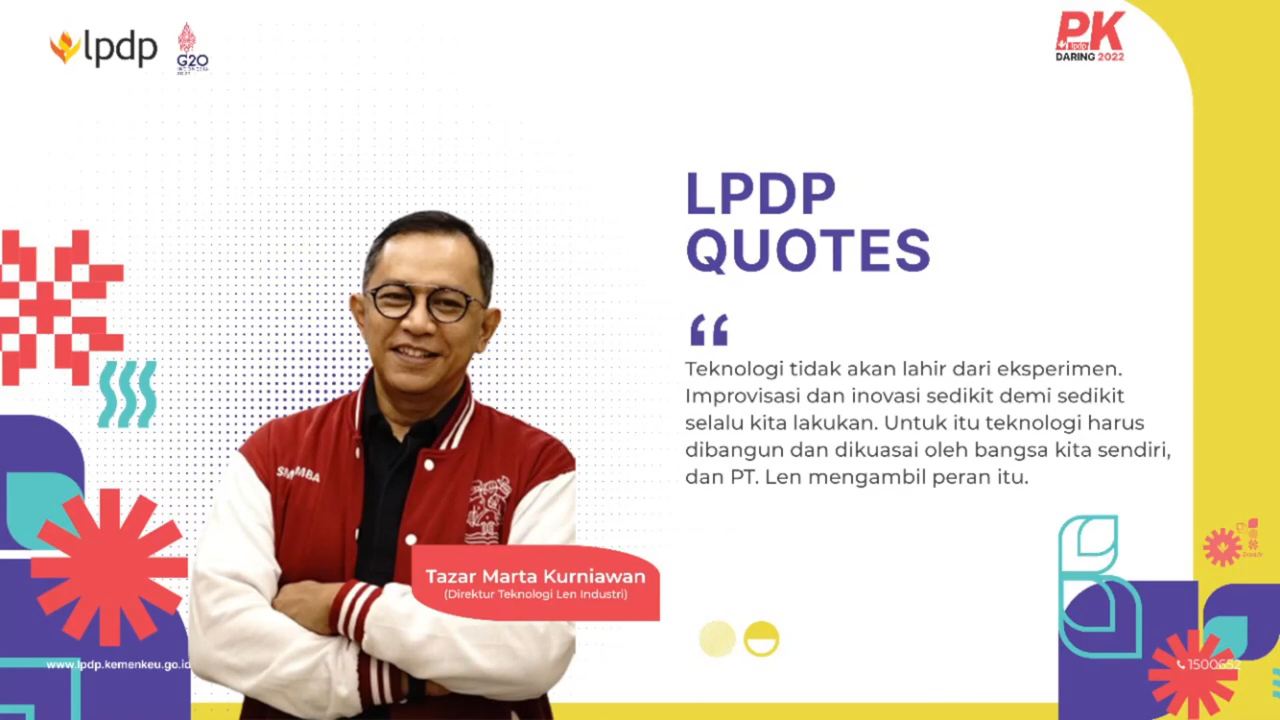 lpdp
G20
PK
lpdp
DARING 2022
LPDP
QUOTES
“
Teknologi tidak akan lahir dari eksperimen.
Improvisasi dan inovasi sedikit demi sedikit
selalu kita lakukan. Untuk itu teknologi harus
dibangun dan dikuasai oleh bangsa kita sendiri,
dan PT. Len mengambil peran itu.
Tazar Marta Kurniawan
(Direktur Teknologi Len Industri)
www.lpdp.kemenkeu.go.id
1500652